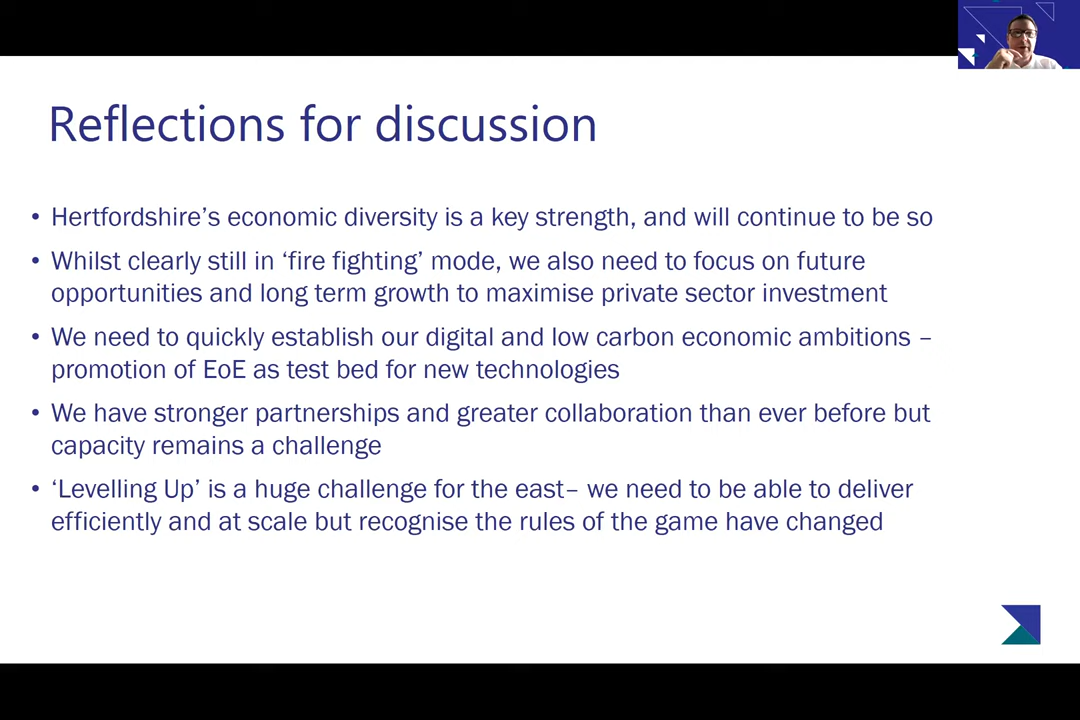 Reflections for discussion
• Hertfordshire’s economic diversity is a key strength, and will continue to be so
• Whilst clearly still in ‘fire fighting’ mode, we also need to focus on future
opportunities and long term growth to maximise private sector investment
• We need to quickly establish our digital and low carbon economic ambitions –
promotion of EoE as test bed for new technologies
• We have stronger partnerships and greater collaboration than ever before but
capacity remains a challenge
• ‘Levelling Up’ is a huge challenge for the east– we need to be able to deliver
efficiently and at scale but recognise the rules of the game have changed